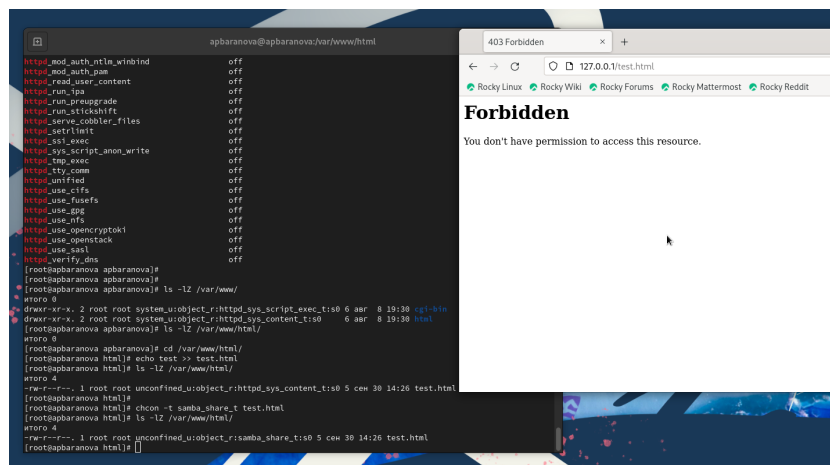 apbaranova@apbaranova:/var/www/html
httpd_mod_auth_ntlm_winbind off
httpd_mod_auth_pam off
httpd_read_user_content off
httpd_run_ipa off
httpd_run_preupgrade off
httpd_run_stickshift off
httpd_serve_cobbler_files off
httpd_setrlimit off
httpd_ssi_exec off
httpd_sys_script_anon_write off
httpd_tmp_exec off
httpd_tty_comm off
httpd_unified off
httpd_use_cifs off
httpd_use_fusefs off
httpd_use_gpg off
httpd_use_nfs off
httpd_use_opencryptoki off
httpd_use_openstack off
httpd_use_sasl off
httpd_verify_dns off
[root@apbaranova apbaranova]#
[root@apbaranova apbaranova]#
[root@apbaranova apbaranova]# ls -lZ /var/www/
итого 0
drwxr-xr-x. 2 root root system_u:object_r:httpd_sys_script_exec_t:s0 6 авг 8 19:30 cgi-bin
drwxr-xr-x. 2 root root system_u:object_r:httpd_sys_content_t:s0 6 авг 8 19:30 html
[root@apbaranova apbaranova]# ls -lZ /var/www/html/
итого 0
[root@apbaranova apbaranova]# cd /var/www/html/
[root@apbaranova html]# echo test >> test.html
[root@apbaranova html]# ls -lZ /var/www/html/
итого 4
-rw-r--r--. 1 root root unconfined_u:object_r:httpd_sys_content_t:s0 5 сен 30 14:26 test.html
[root@apbaranova html]#
[root@apbaranova html]# chcon -t samba_share_t test.html
[root@apbaranova html]# ls -lZ /var/www/html/
итого 4
-rw-r--r--. 1 root root unconfined_u:object_r:samba_share_t:s0 5 сен 30 14:26 test.html
[root@apbaranova html]#
403 Forbidden
127.0.0.1/test.html
Rocky Linux Rocky Wiki Rocky Forums Rocky Mattermost Rocky Reddit
Forbidden
You don't have permission to access this resource.